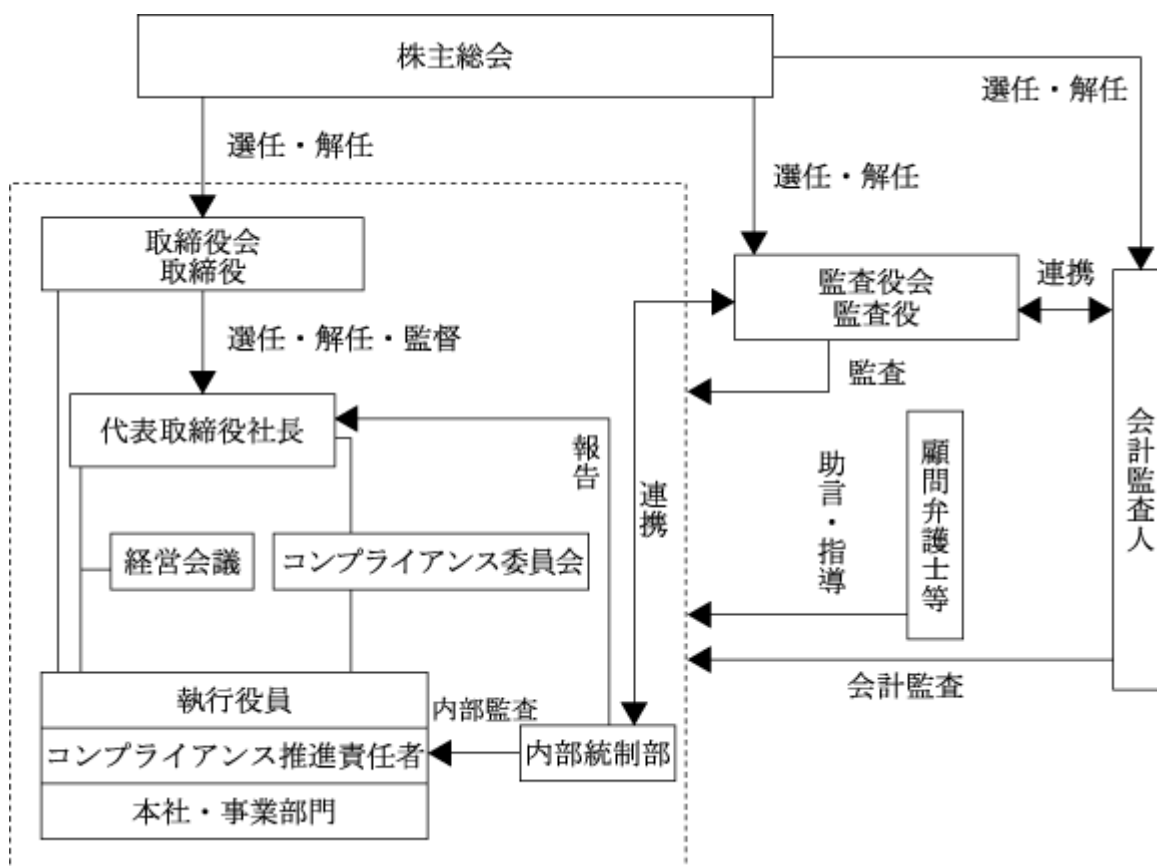 株主総会
選任・解任
選任・解任
選任・解任
取締役会
取締役
監査役会
監査役
連携
選任・解任・監督
監査
代表取締役社長
報告
連携
助言・指導
顧問弁護士等
会計監査人
経営会議
コンプライアンス委員会
会計監査
執行役員
内部監査
コンプライアンス推進責任者
内部統制部
本社・事業部門